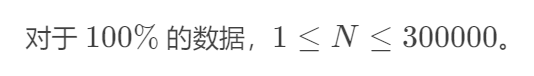 对于 100% 的数据，1 ≤ N ≤ 300000。